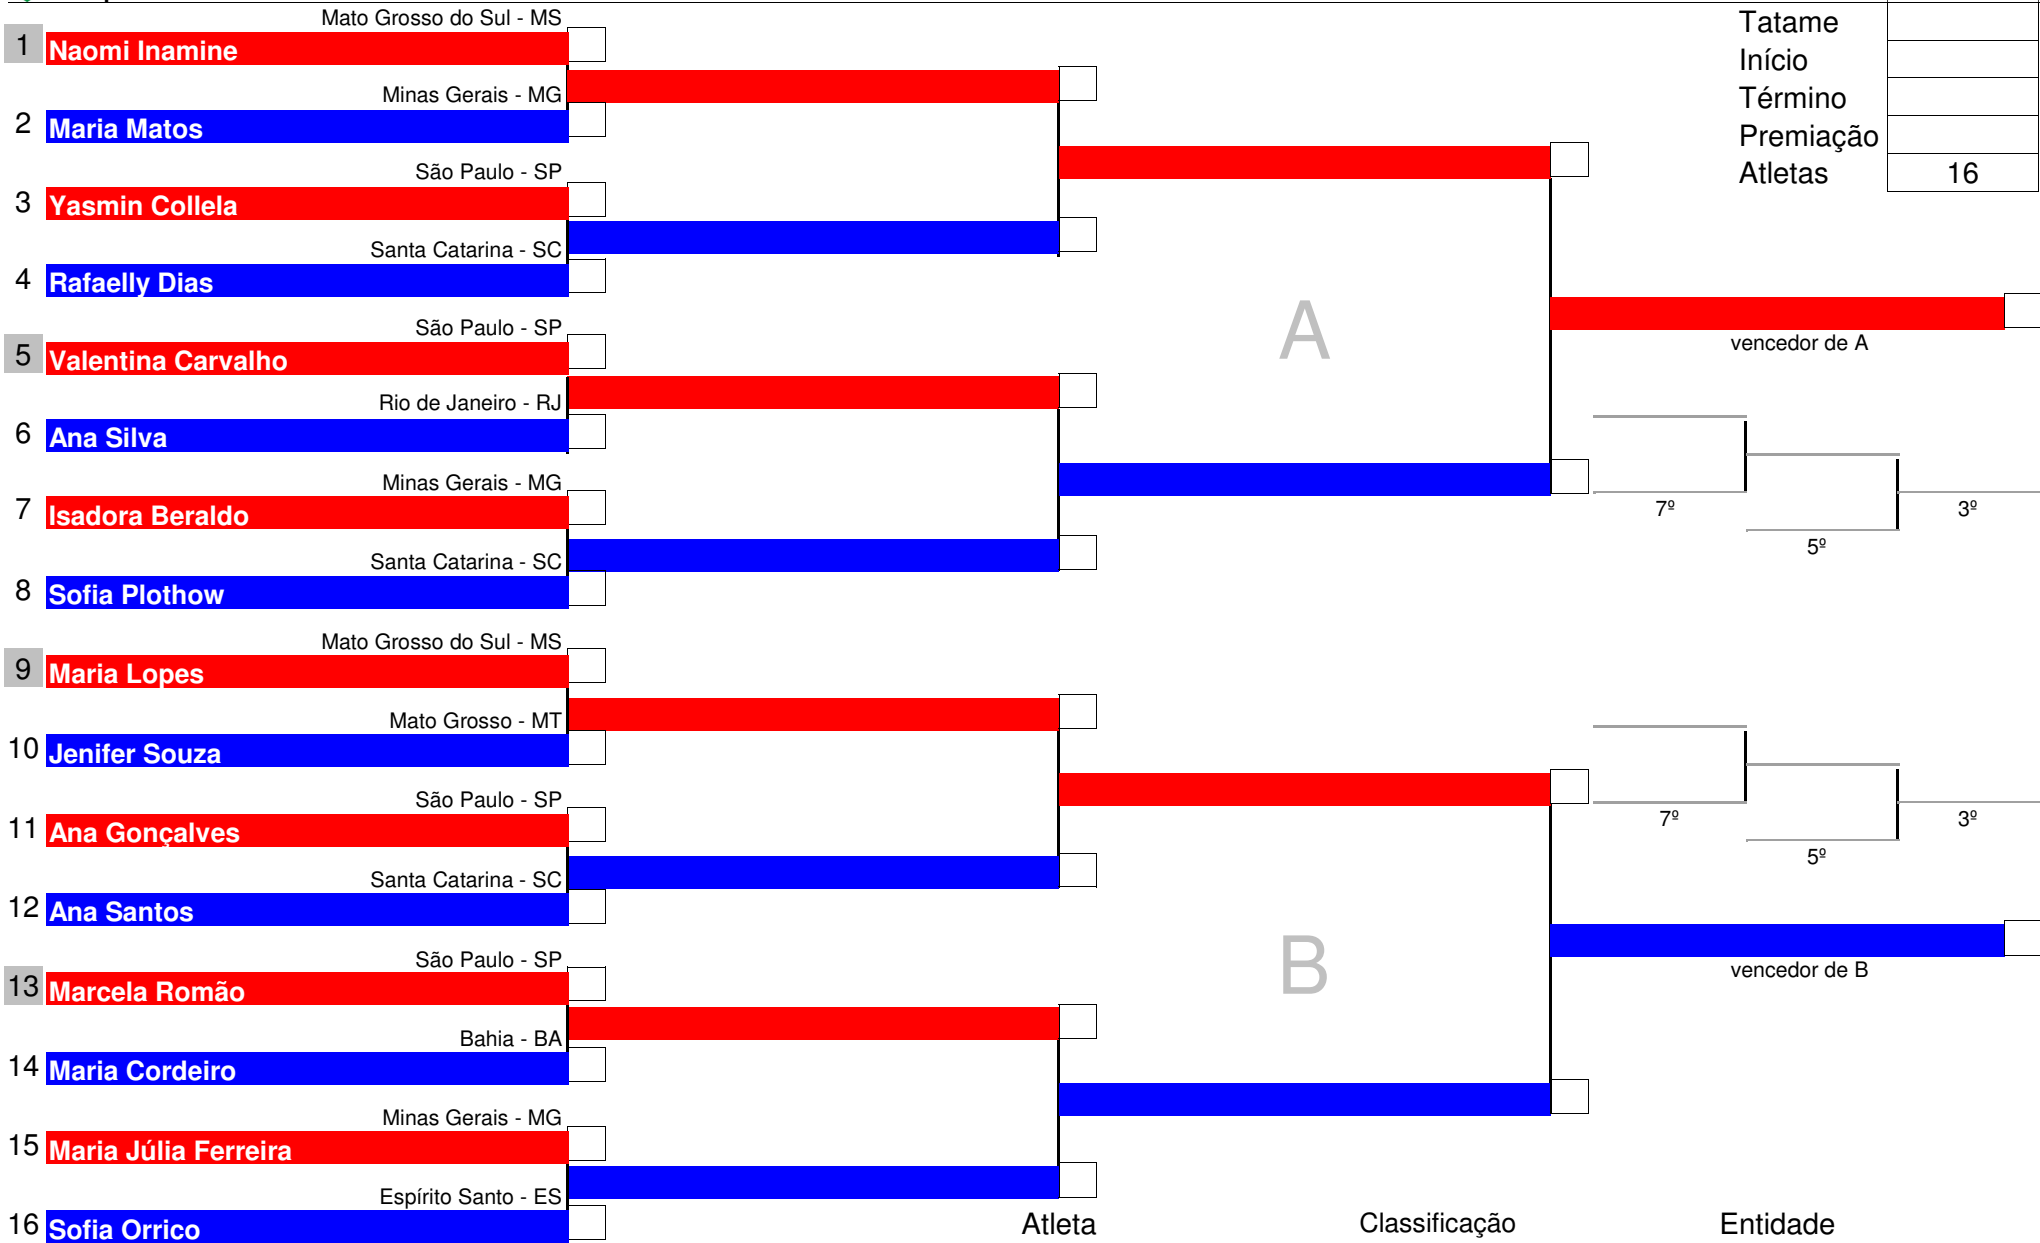 Mato Grosso do Sul - MS
1 Naomi Inamine
Minas Gerais - MG
2 Maria Matos
São Paulo - SP
3 Yasmin Collela
Santa Catarina - SC
4 Rafaelly Dias
São Paulo - SP
5 Valentina Carvalho
Rio de Janeiro - RJ
6 Ana Silva
Minas Gerais - MG
7 Isadora Beraldo
Santa Catarina - SC
8 Sofia Plothow
Mato Grosso do Sul - MS
9 Maria Lopes
Mato Grosso - MT
10 Jenifer Souza
São Paulo - SP
11 Ana Gonçalves
Santa Catarina - SC
12 Ana Santos
São Paulo - SP
13 Marcela Romão
Bahia - BA
14 Maria Cordeiro
Minas Gerais - MG
15 Maria Júlia Ferreira
Espírito Santo - ES
16 Sofia Orrico
A
B
Tatame
Início
Término
Premiação
Atletas 16
vencedor de A
7º
3º
5º
7º
3º
5º
vencedor de B
Atleta Classificação Entidade